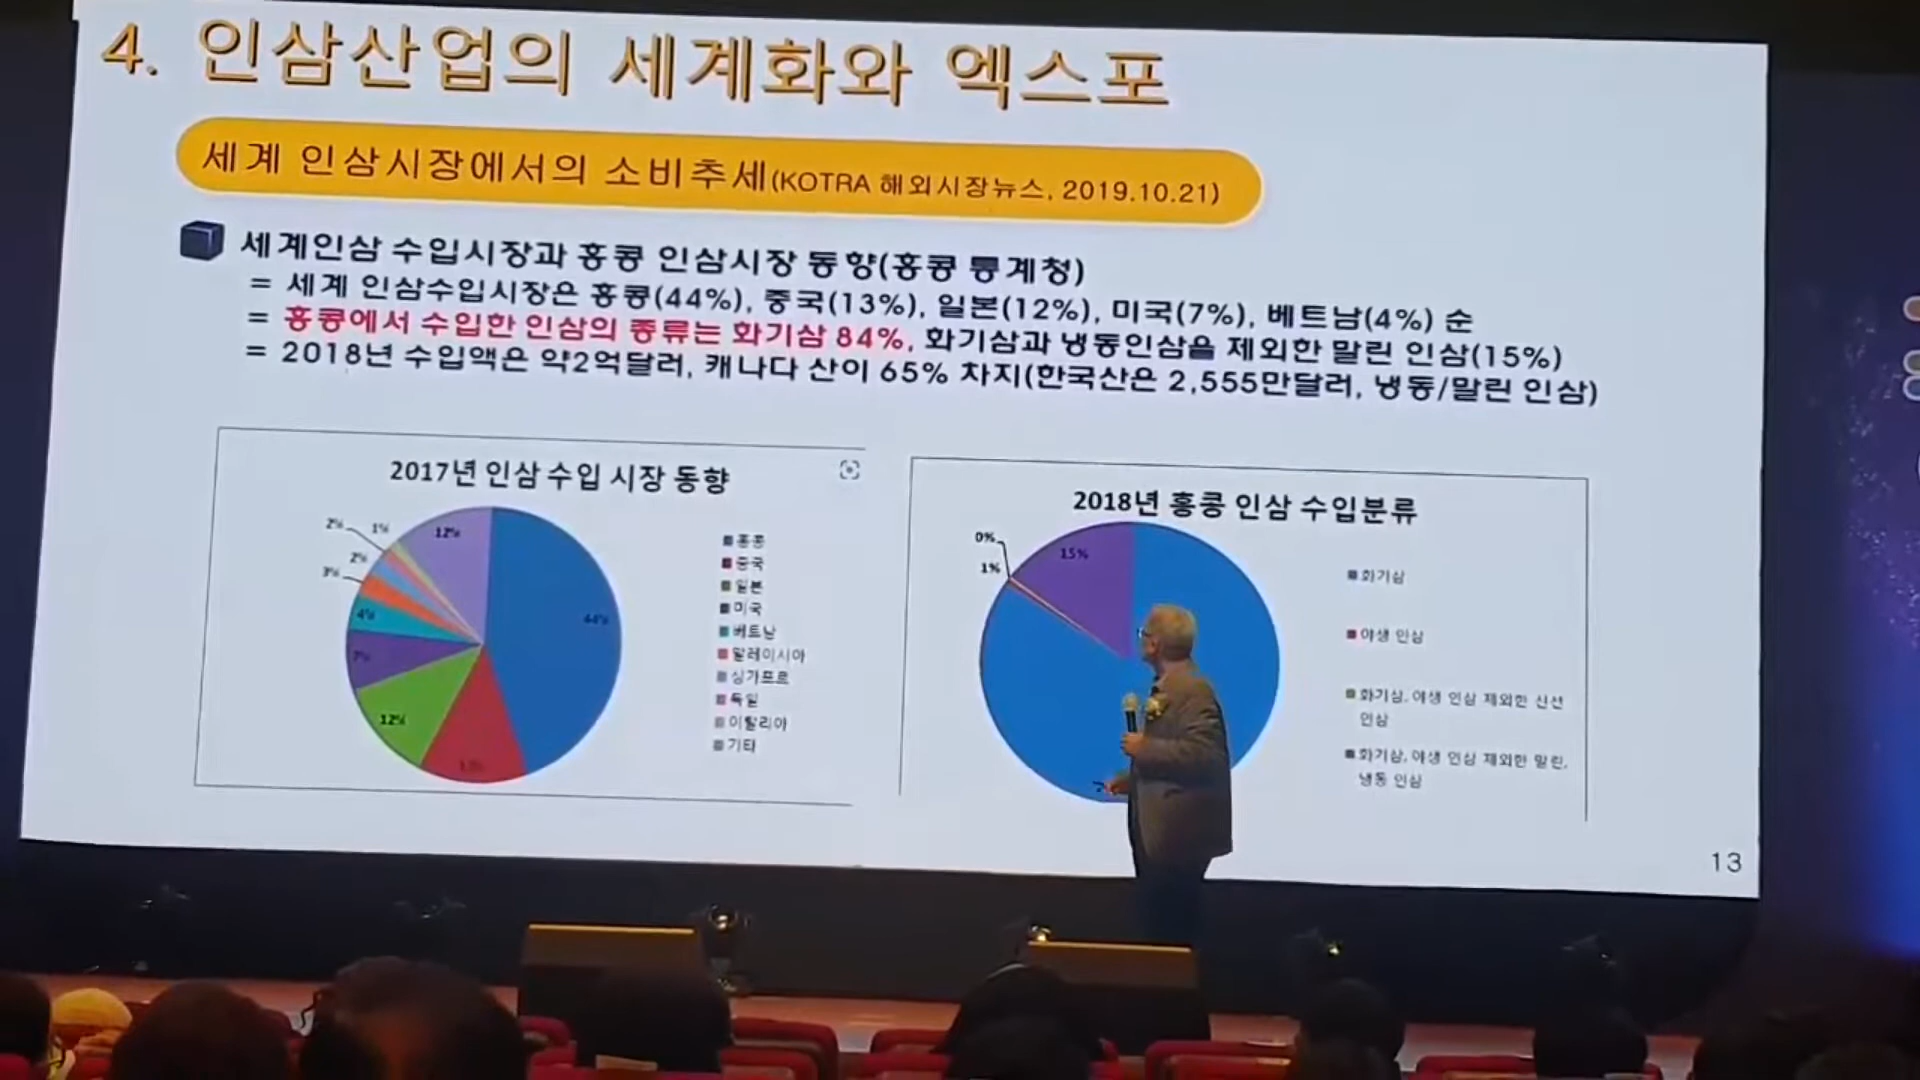 4. 인삼산업의 세계화와 엑스포
세계 인삼시장에서의 소비추세(KOTRA 해외시장뉴스, 2019.10.21)
세계인삼 수입시장과 홍콩 인삼시장 동향(홍콩 통계청)
= 세계 인삼수입시장은 홍콩(44%), 중국(13%), 일본(12%), 미국(7%), 베트남(4%) 순
= 홍콩에서 수입한 인삼의 종류는 화기삼 84%, 화기삼과 냉동인삼을 제외한 말린 인삼(15%)
= 2018년 수입액은 약2억달러, 캐나다 산이 65% 차지(한국산은 2,555만달러, 냉동/말린 인삼)
2017년 인삼 수입 시장 동향
2%
1%
12%
2%
3%
4%
7%
12%
13%
44%
홍콩
중국
일본
미국
베트남
말레이시아
싱가포르
독일
이탈리아
기타
2018년 홍콩 인삼 수입분류
0%
1%
15%
화기삼
야생 인삼
화기삼, 야생 인삼 제외한 신선
인삼
화기삼, 야생 인삼 제외한 말린,
냉동 인삼
13